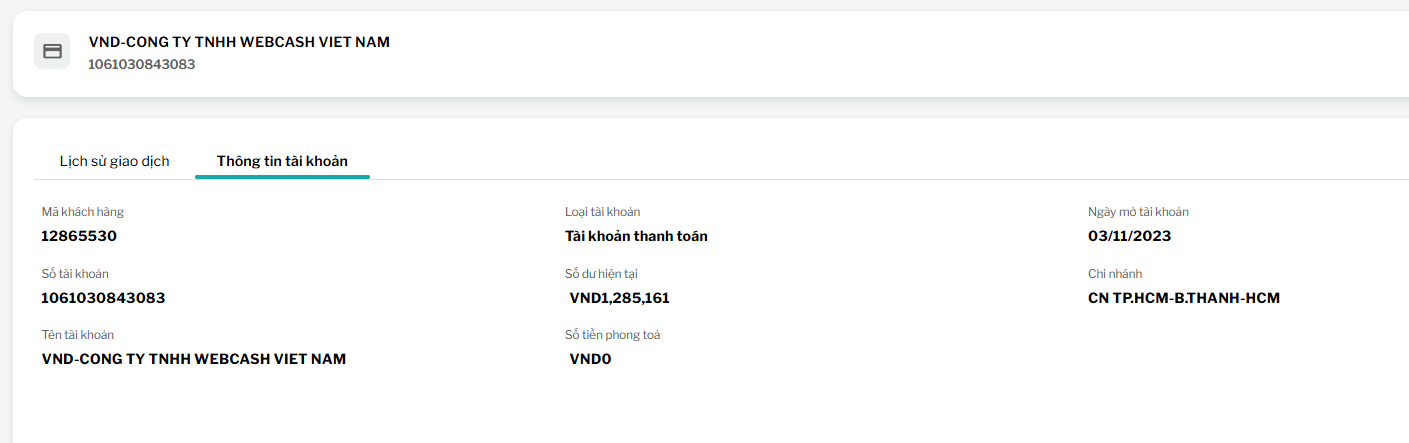 VND-CONG TY TNHH WEBCASH VIET NAM
1061030843083
Lịch sử giao dịch Thông tin tài khoản
Mã khách hàng Loại tài khoản Ngày mở tài khoản
12865530 Tài khoản thanh toán 03/11/2023
Số tài khoản Số dư hiện tại Chi nhánh
1061030843083 VND1,285,161 CN TP.HCM-B.THANH-HCM
Tên tài khoản Số tiền phong toả
VND-CONG TY TNHH WEBCASH VIET NAM VND0